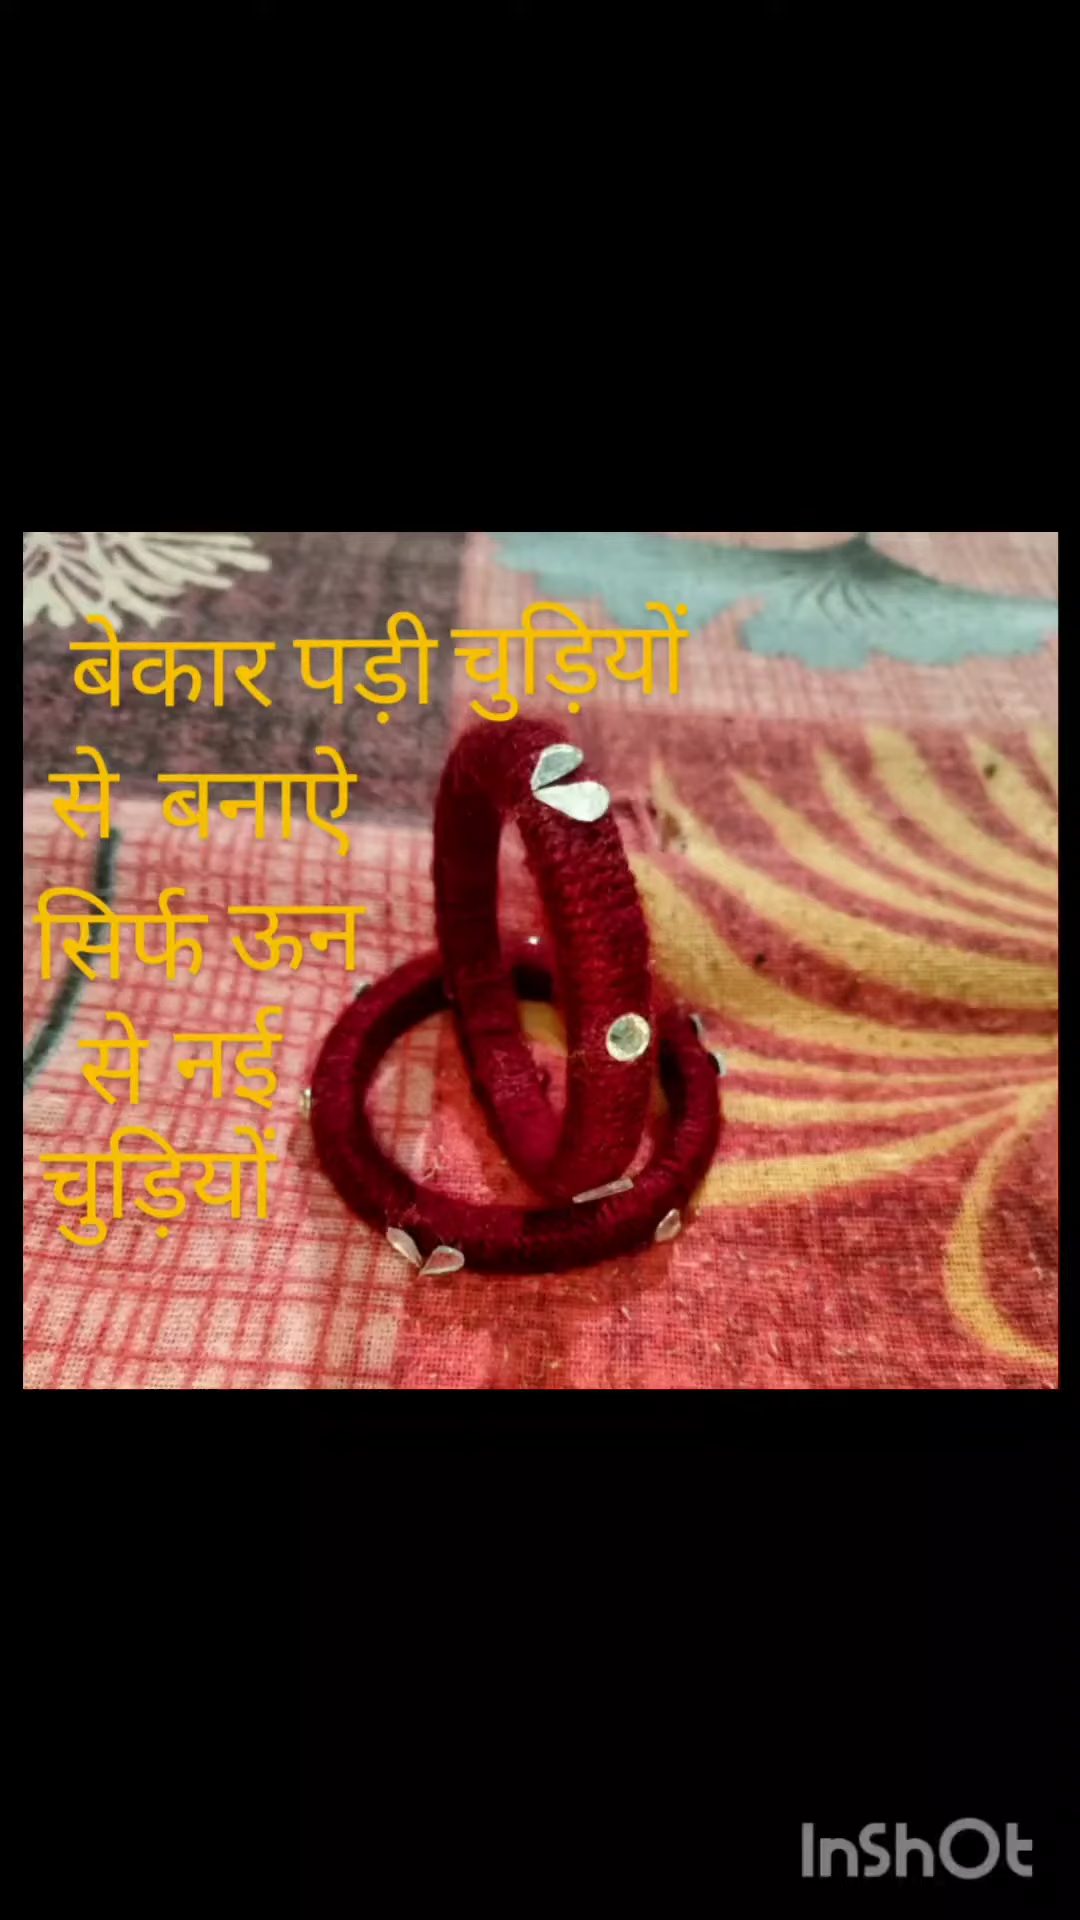 बेकार पड़ी चुड़ियों
से बनाऐ
सिर्फ ऊन
से नई
चुड़ियों
InShOt